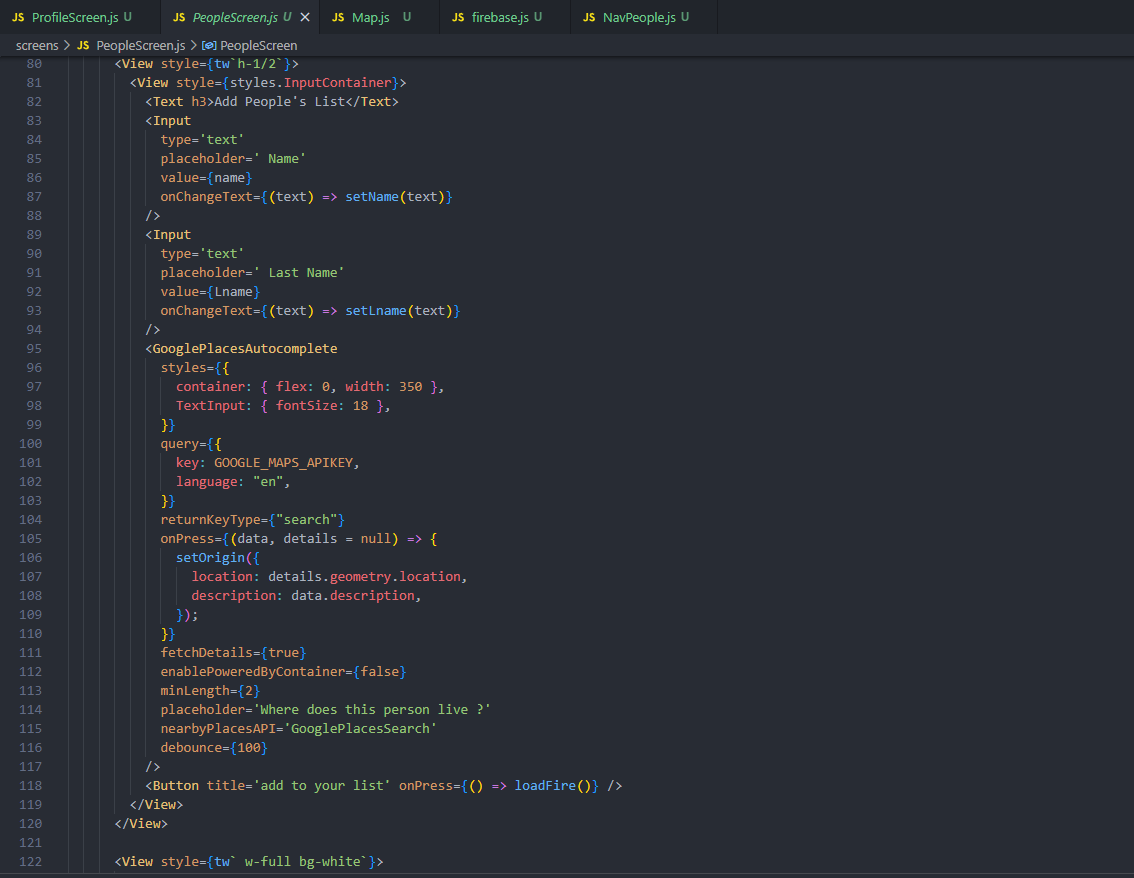 JS ProfileScreen.js U JS PeopleScreen.js U × JS Map.js U JS firebase.js U JS NavPeople.js U
screens > JS PeopleScreen.js > PeopleScreen
80 <View style={tw`h-1/2`}>
81 <View style={styles.InputContainer}>
82 <Text h3>Add People's List</Text>
83 <Input
84 type='text'
85 placeholder=' Name'
86 value={name}
87 onChangeText={(text) => setName(text)}
88 />
89 <Input
90 type='text'
91 placeholder=' Last Name'
92 value={Lname}
93 onChangeText={(text) => setLname(text)}
94 />
95 <GooglePlacesAutocomplete
96 styles={{
97 container: { flex: 0, width: 350 },
98 TextInput: { fontSize: 18 },
99 }}
100 query={{
101 key: GOOGLE_MAPS_APIKEY,
102 language: "en",
103 }}
104 returnKeyType={"search"}
105 onPress={(data, details = null) => {
106 setOrigin({
107 location: details.geometry.location,
108 description: data.description,
109 });
110 }}
111 fetchDetails={true}
112 enablePoweredByContainer={false}
113 minLength={2}
114 placeholder='Where does this person live ?'
115 nearbyPlacesAPI='GooglePlacesSearch'
116 debounce={100}
117 />
118 <Button title='add to your list' onPress={() => loadFire()} />
119 </View>
120 </View>
121
122 <View style={tw` w-full bg-white`}>